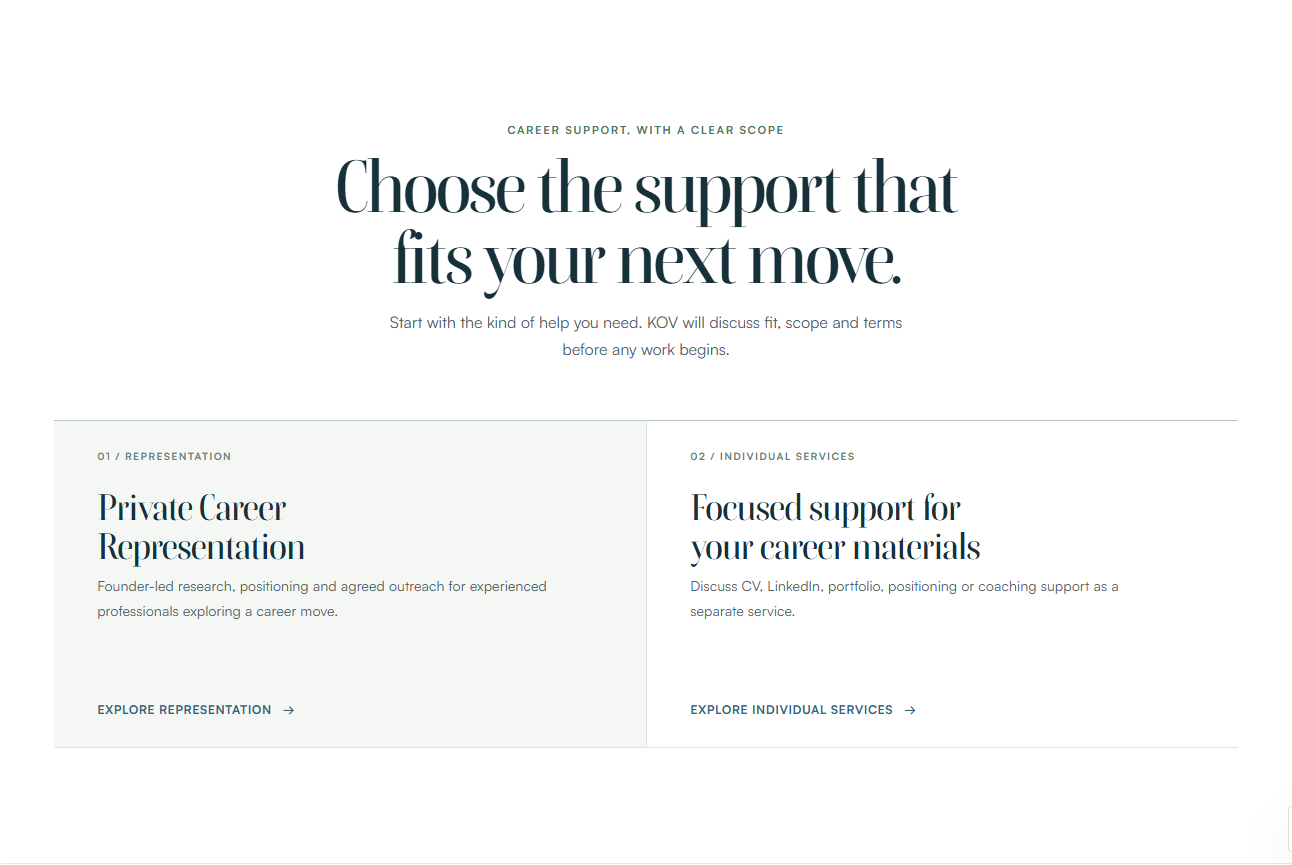 CAREER SUPPORT, WITH A CLEAR SCOPE
Choose the support that
fits your next move.
Start with the kind of help you need. KOV will discuss fit, scope and terms
before any work begins.
01 / REPRESENTATION
Private Career
Representation
Founder-led research, positioning and agreed outreach for experienced
professionals exploring a career move.
EXPLORE REPRESENTATION →
02 / INDIVIDUAL SERVICES
Focused support for
your career materials
Discuss CV, LinkedIn, portfolio, positioning or coaching support as a
separate service.
EXPLORE INDIVIDUAL SERVICES →